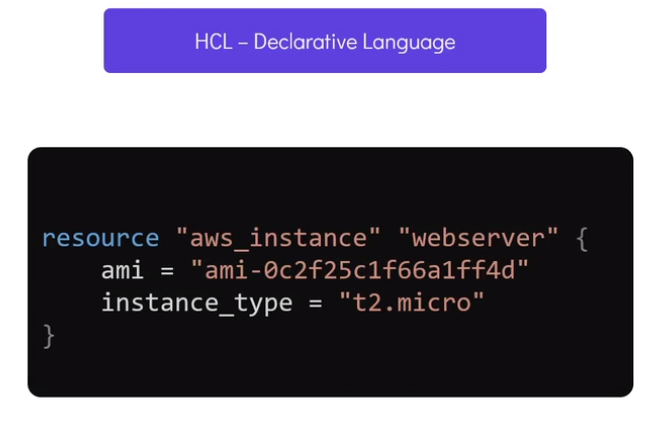 HCL – Declarative Language
resource "aws_instance" "webserver" {
    ami = "ami-0c2f25c1f66a1ff4d"
    instance_type = "t2.micro"
}